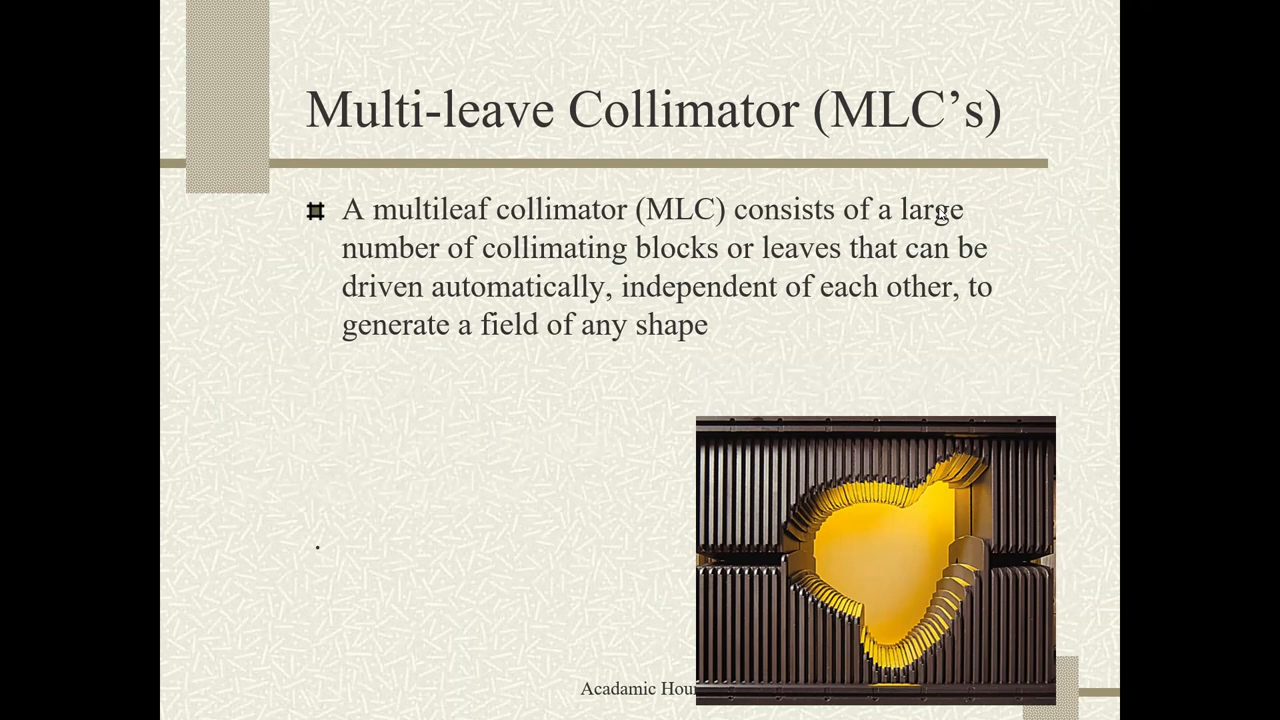 Multi-leave Collimator (MLC’s)
A multileaf collimator (MLC) consists of a large
number of collimating blocks or leaves that can be
driven automatically, independent of each other, to
generate a field of any shape
.
Acadamic